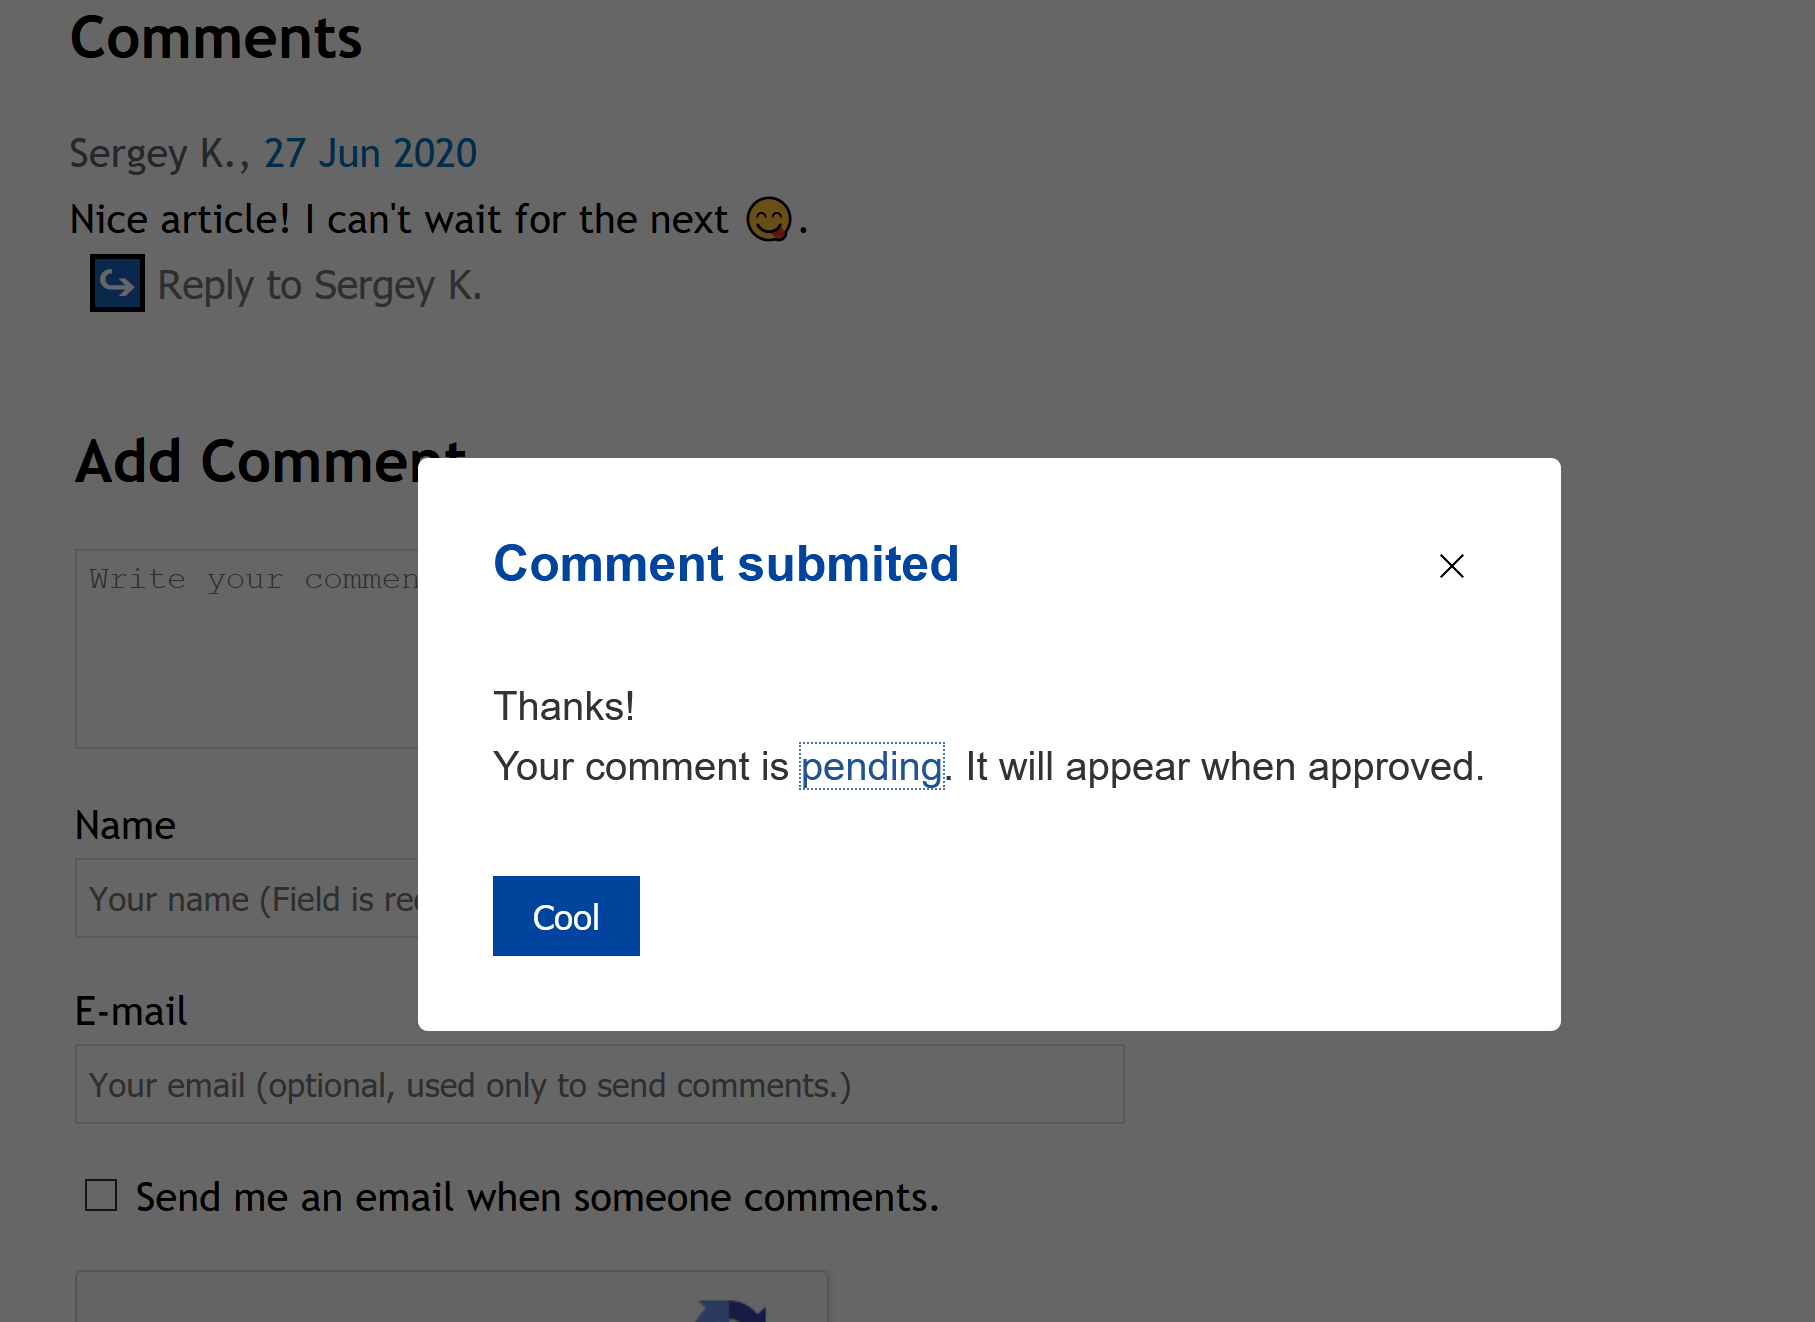 Comments
Sergey K., 27 Jun 2020
Nice article! I can't wait for the next 😋.
Reply to Sergey K.
Add Comment
Write your commen
Comment submited
Thanks!
Your comment is pending. It will appear when approved.
Cool
Name
Your name (Field is
E-mail
Your email (optional, used only to send comments.)
Send me an email when someone comments.